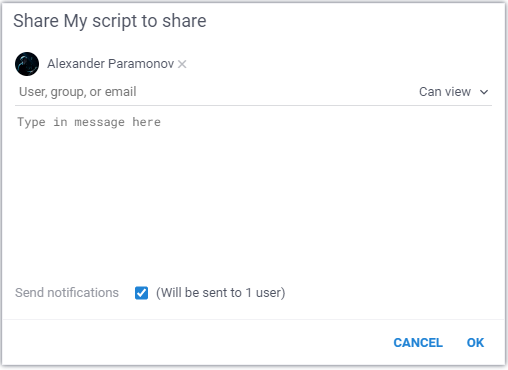 Share My script to share
Alexander Paramonov ×
User, group, or email Can view
Type in message here
Send notifications (Will be sent to 1 user)
CANCEL OK